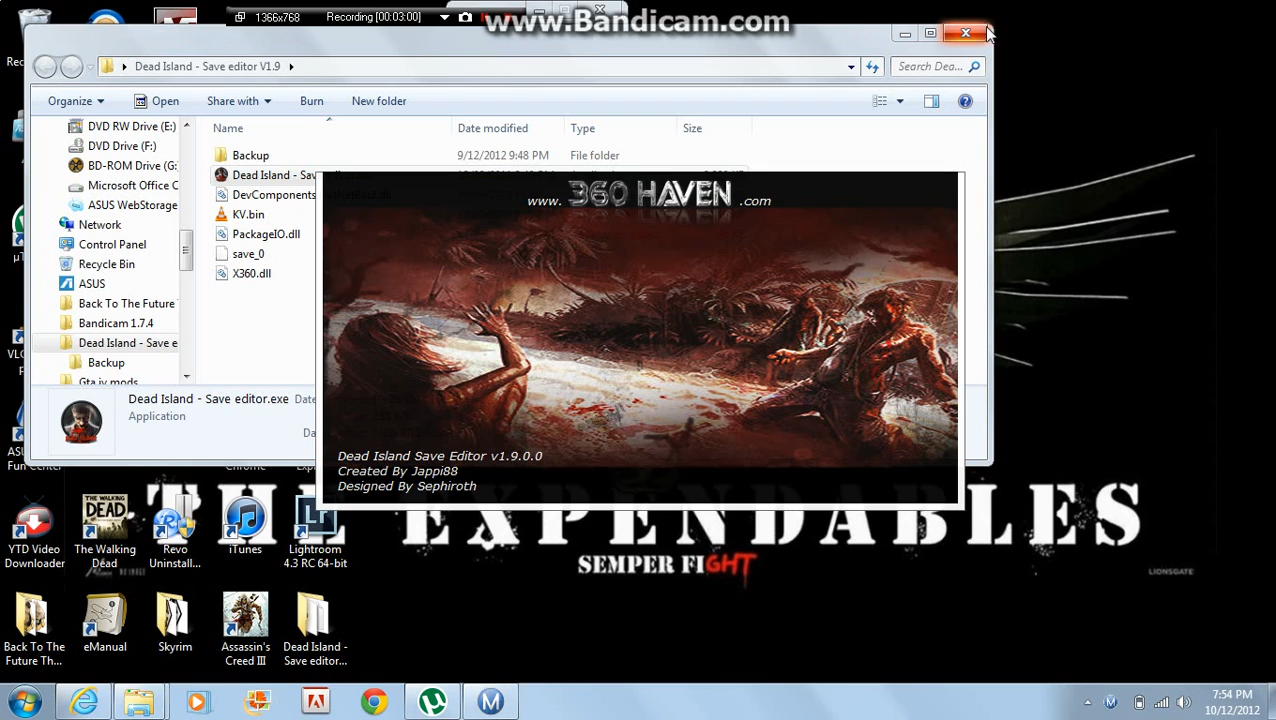 1366x768 Recording [00:03:00]
www.Bandicam.com
Dead Island - Save editor V1.9
Search Dea...
Organize Open Share with Burn New folder
Name Date modified Type Size
DVD RW Drive (E:)
DVD Drive (F:)
BD-ROM Drive (G:
Microsoft Office C
ASUS WebStorage
Network
Control Panel
Recycle Bin
ASUS
Back To The Future
Bandicam 1.7.4
Dead Island - Save e
Backup
Gta iv mods
Backup 9/12/2012 9:48 PM File folder
Dead Island - Sav
DevComponents
KV.bin
PackageIO.dll
save_0
X360.dll
www. 360 HAVEN .com
Dead Island Save Editor v1.9.0.0
Created By Jappi88
Designed By Sephiroth
Dead Island - Save editor.exe
Application
THE EXPENDABLES
SEMPER FIGHT
LIONSGATE
YTD Video Downloader
The Walking Dead
Revo Uninstall...
iTunes
Lightroom 4.3 RC 64-bit
Back To The Future Th...
eManual
Skyrim
Assassin's Creed III
Dead Island - Save editor...
7:54 PM
10/12/2012